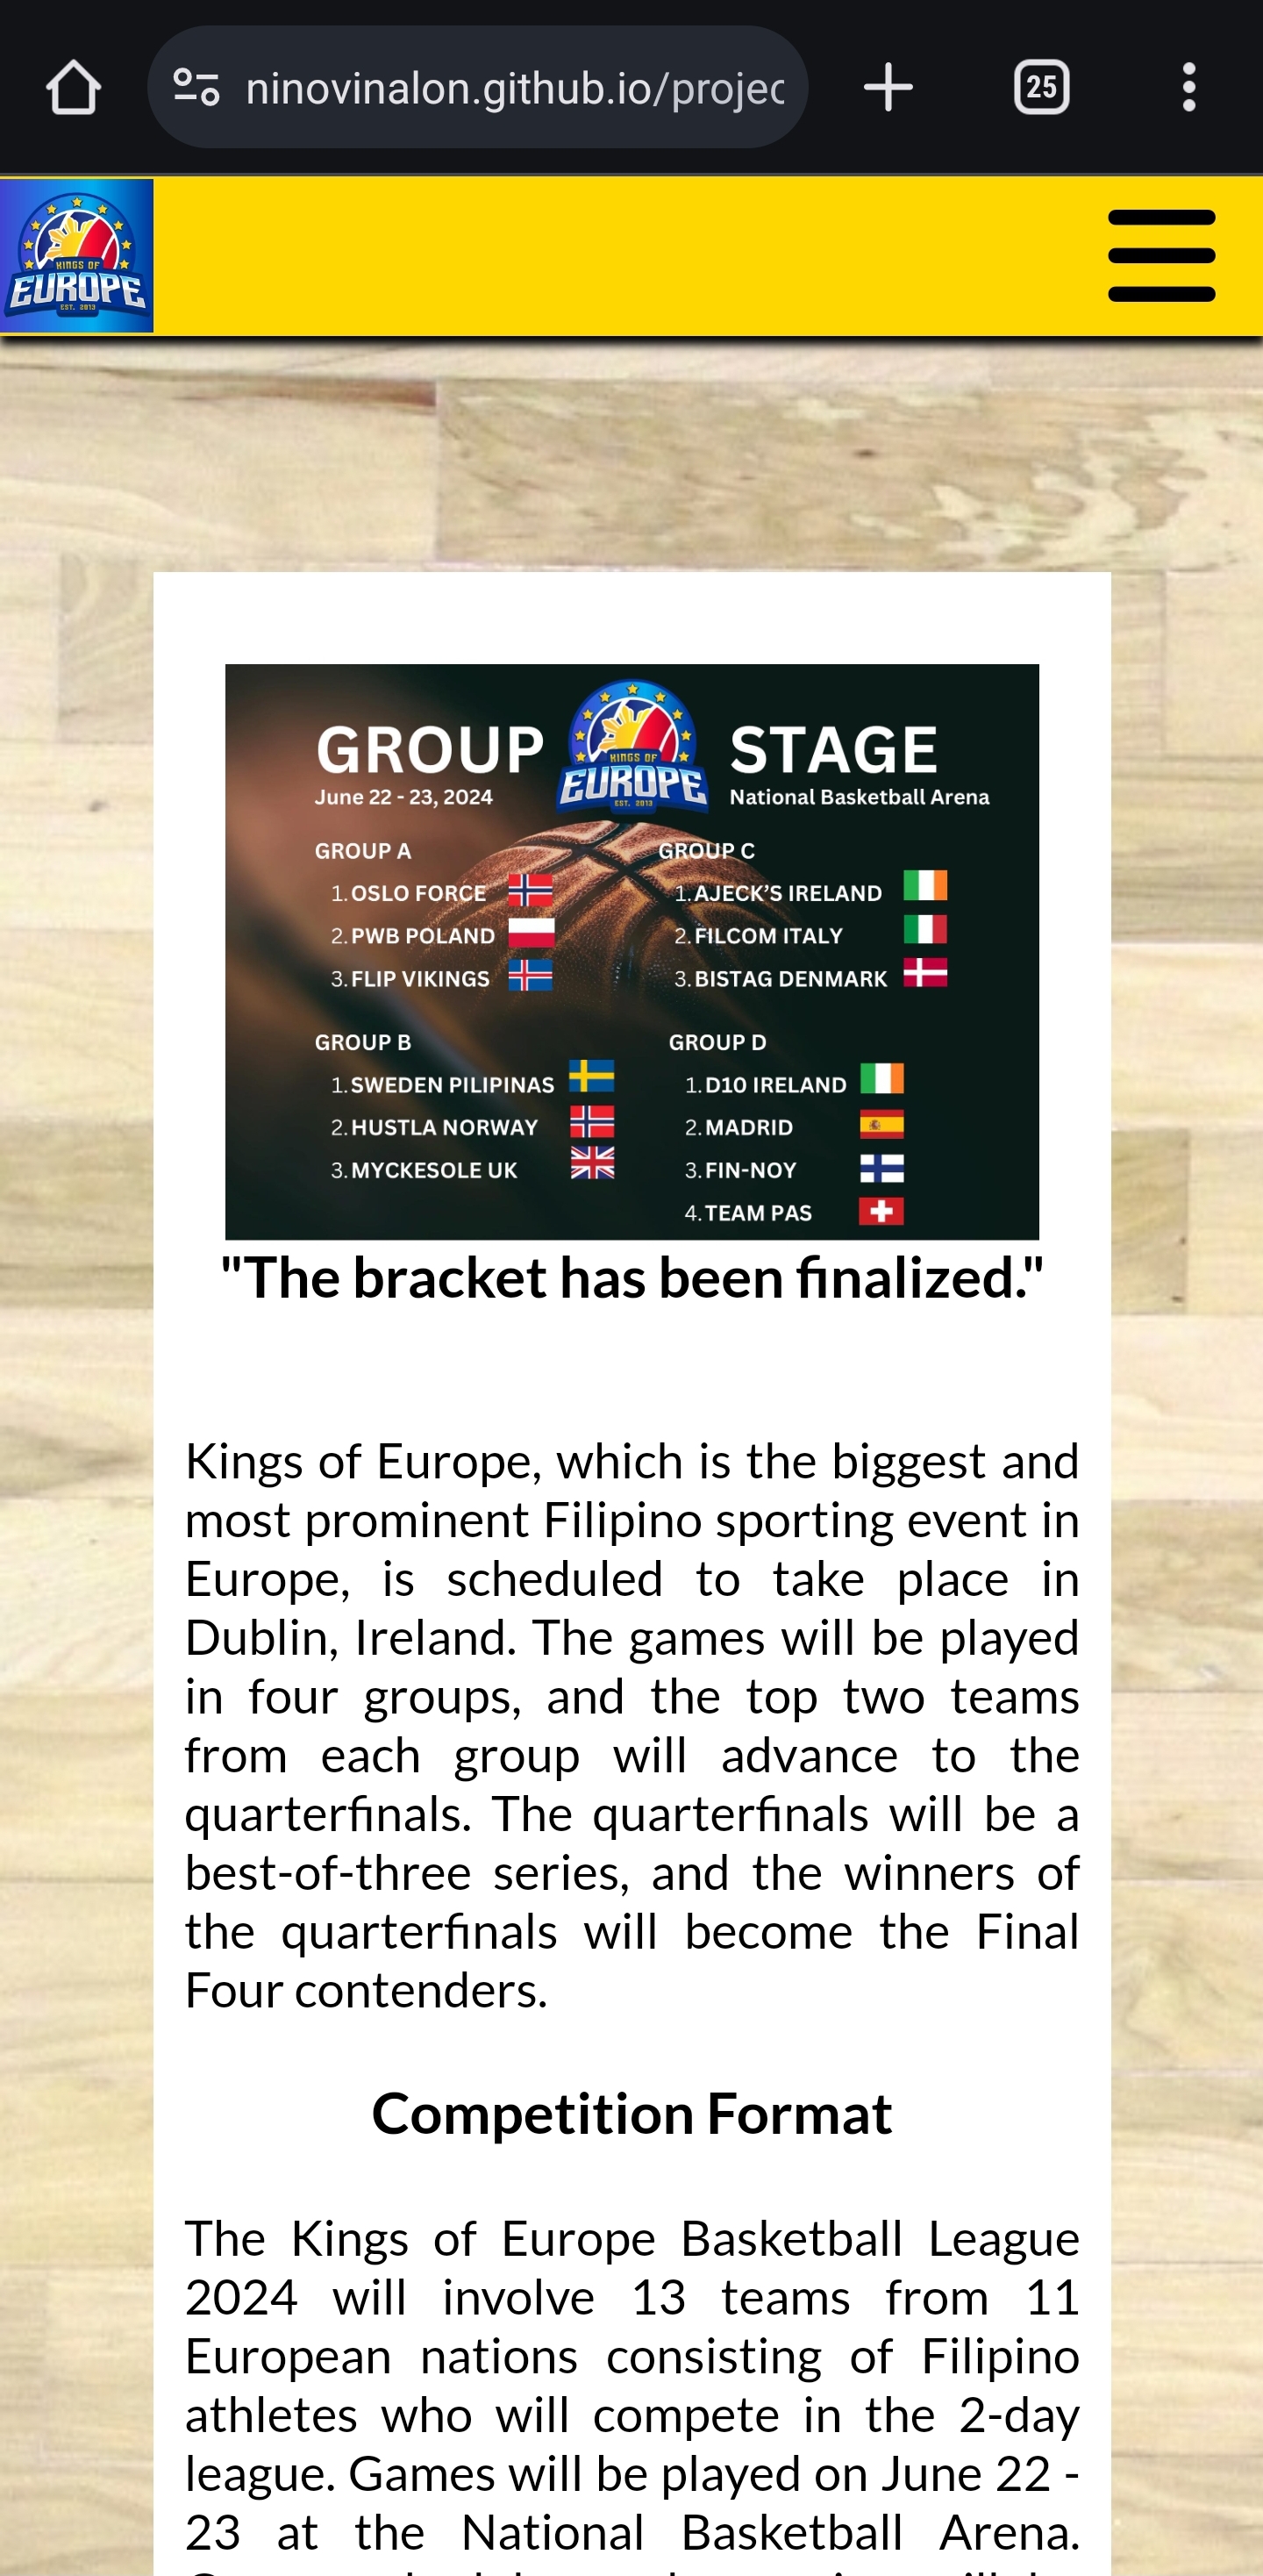 ninovinalon.github.io/projec
25
KINGS OF
EUROPE
EST. 2013
GROUP
STAGE
KINGS OF
EUROPE
EST. 2013
June 22 - 23, 2024
National Basketball Arena
GROUP A
1. OSLO FORCE
2. PWB POLAND
3. FLIP VIKINGS
GROUP C
1. AJECK’S IRELAND
2. FILCOM ITALY
3. BISTAG DENMARK
GROUP B
1. SWEDEN PILIPINAS
2. HUSTLA NORWAY
3. MYCKESOLE UK
GROUP D
1. D10 IRELAND
2. MADRID
3. FIN-NOY
4. TEAM PAS
"The bracket has been finalized."
Kings of Europe, which is the biggest and
most prominent Filipino sporting event in
Europe, is scheduled to take place in
Dublin, Ireland. The games will be played
in four groups, and the top two teams
from each group will advance to the
quarterfinals. The quarterfinals will be a
best-of-three series, and the winners of
the quarterfinals will become the Final
Four contenders.
Competition Format
The Kings of Europe Basketball League
2024 will involve 13 teams from 11
European nations consisting of Filipino
athletes who will compete in the 2-day
league. Games will be played on June 22 -
23 at the National Basketball Arena.